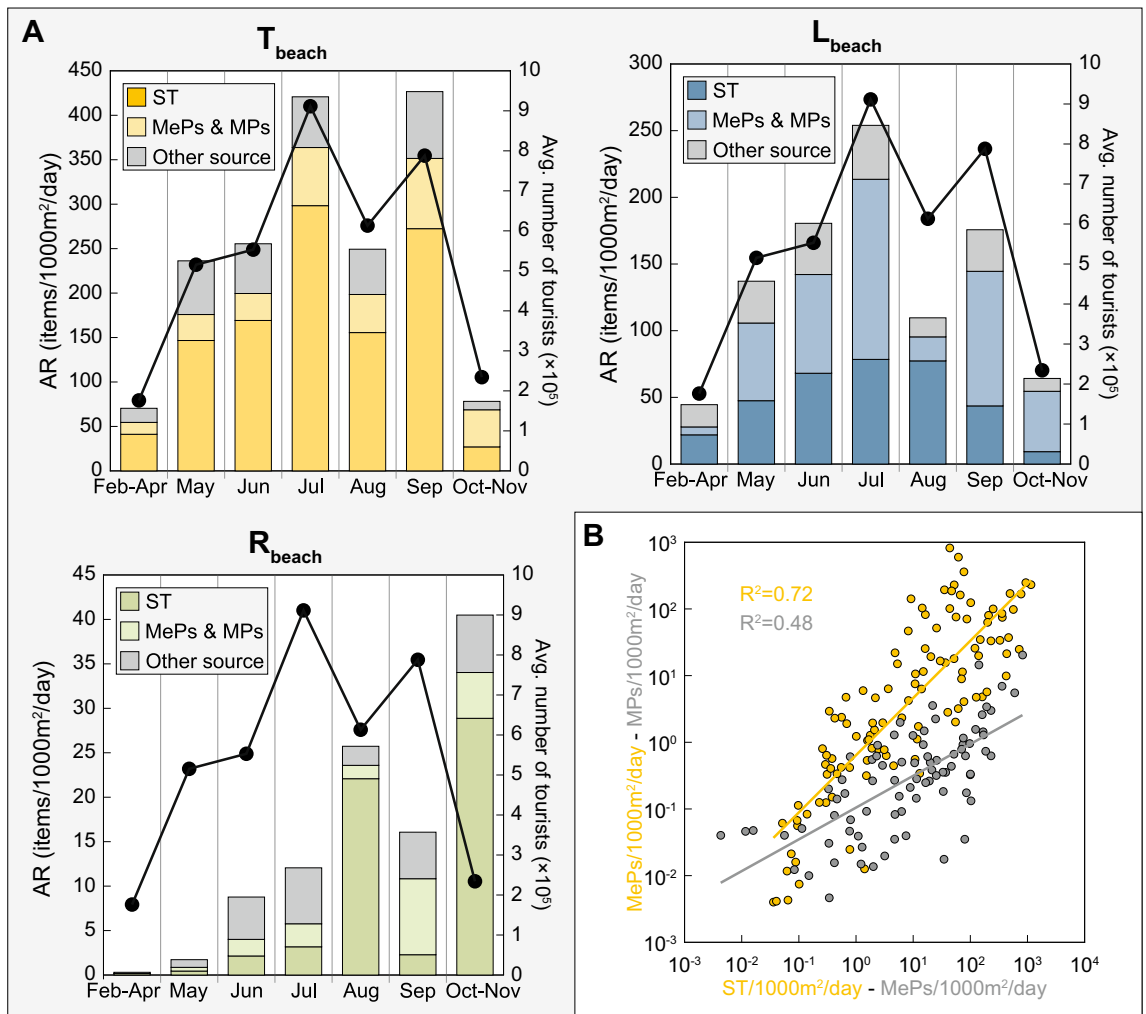 A
T beach
450
400
350
300
250
200
150
100
50
0
AR (items/1000m²/day)
ST
MePs & MPs
Other source
10
9
8
7
6
5
4
3
2
1
0
Avg. number of tourists (×10⁵)
Feb-Apr May Jun Jul Aug Sep Oct-Nov
L beach
300
250
200
150
100
50
0
AR (items/1000m²/day)
ST
MePs & MPs
Other source
10
9
8
7
6
5
4
3
2
1
0
Avg. number of tourists (×10⁵)
Feb-Apr May Jun Jul Aug Sep Oct-Nov
R beach
45
40
35
30
25
20
15
10
5
0
AR (items/1000m²/day)
ST
MePs & MPs
Other source
10
9
8
7
6
5
4
3
2
1
0
Avg. number of tourists (×10⁵)
Feb-Apr May Jun Jul Aug Sep Oct-Nov
B
10³
10²
10¹
10⁰
10⁻¹
10⁻²
10⁻³
MePs/1000m²/day - MPs/1000m²/day
R²=0.72
R²=0.48
10⁻³ 10⁻² 10⁻¹ 10⁰ 10¹ 10² 10³ 10⁴
ST/1000m²/day - MePs/1000m²/day